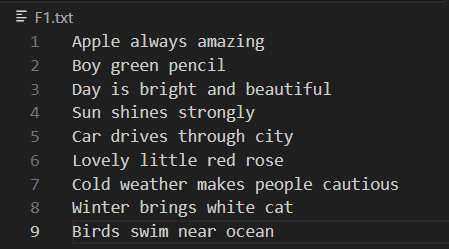 F1.txt
1 Apple always amazing
2 Boy green pencil
3 Day is bright and beautiful
4 Sun shines strongly
5 Car drives through city
6 Lovely little red rose
7 Cold weather makes people cautious
8 Winter brings white cat
9 Birds swim near ocean